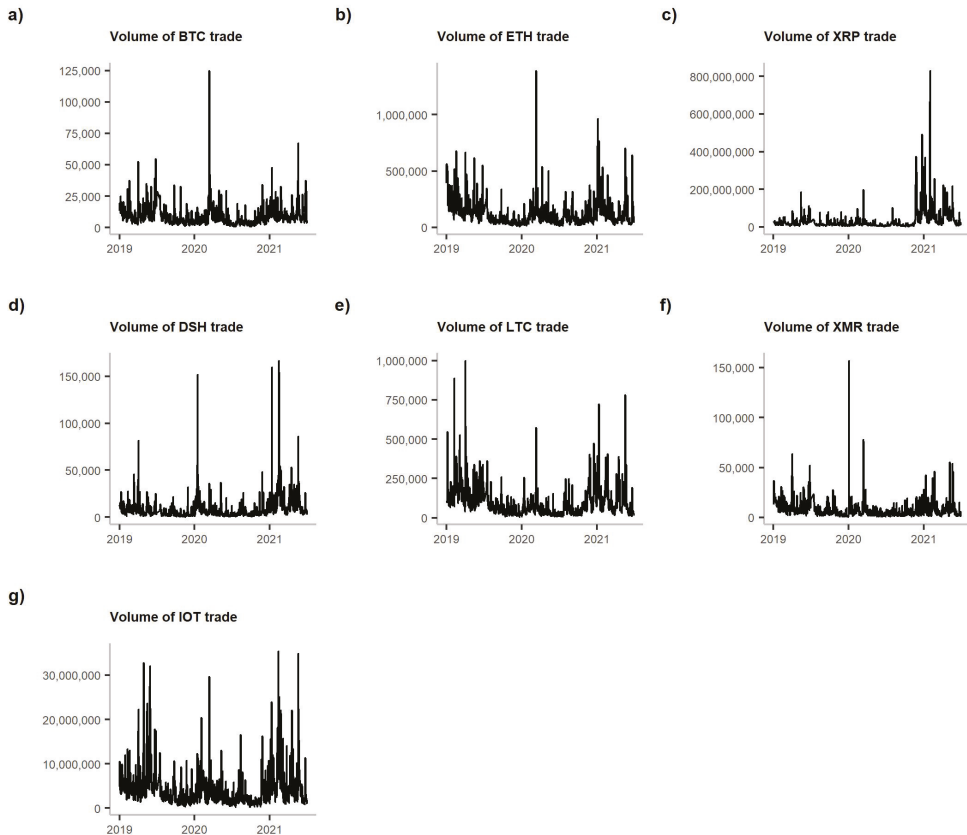 a)
Volume of BTC trade
125,000
100,000
75,000
50,000
25,000
0
2019 2020 2021
b)
Volume of ETH trade
1,000,000
500,000
0
2019 2020 2021
c)
Volume of XRP trade
800,000,000
600,000,000
400,000,000
200,000,000
0
2019 2020 2021
d)
Volume of DSH trade
150,000
100,000
50,000
0
2019 2020 2021
e)
Volume of LTC trade
1,000,000
750,000
500,000
250,000
0
2019 2020 2021
f)
Volume of XMR trade
150,000
100,000
50,000
0
2019 2020 2021
g)
Volume of IOT trade
30,000,000
20,000,000
10,000,000
0
2019 2020 2021